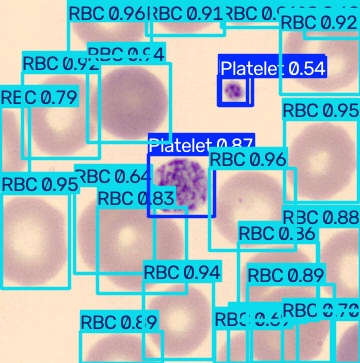 RBC 0.96 RBC 0.91
RBC 0.92
RBC 0.92 RBC 0.94
Platelet 0.54
RBC 0.79
RBC 0.95
Platelet 0.87
RBC 0.96
RBC 0.95 RBC 0.64
RBC 0.83
RBC 0.88
RBC 0.86
RBC 0.94 RBC 0.89
RBC 0.89 RBC 0.70